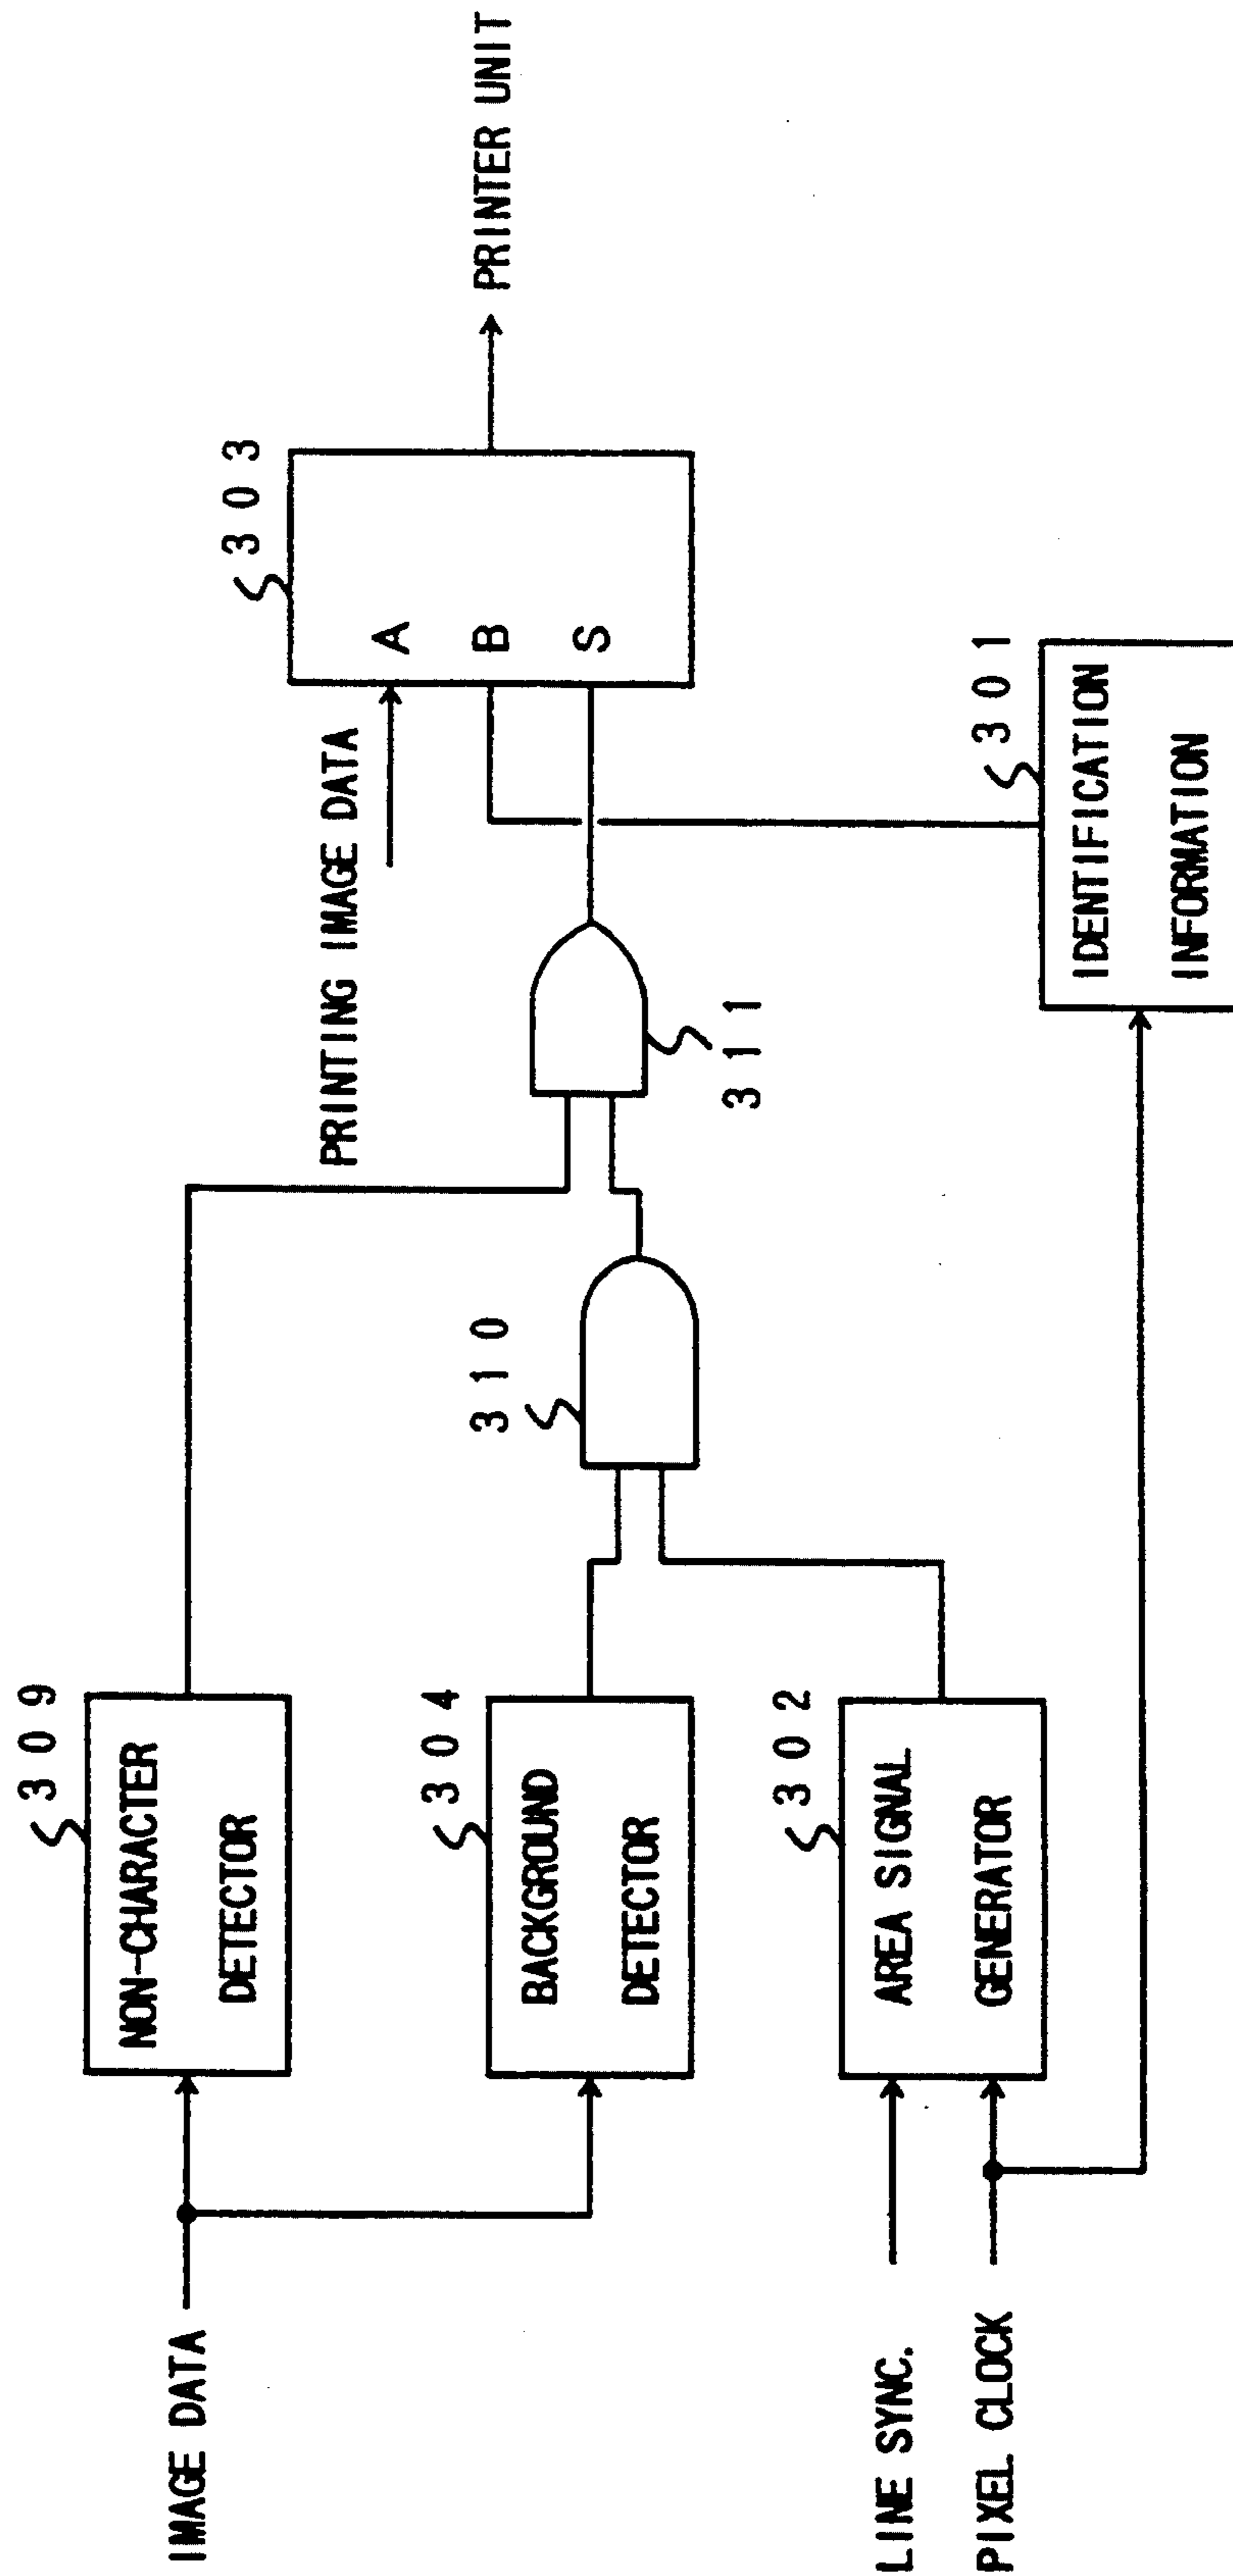 IMAGE DATA
LINE SYNC.
PIXEL CLOCK
309
NON-CHARACTER
DETECTOR
304
BACKGROUND
DETECTOR
302
AREA SIGNAL
GENERATOR
310
311
PRINTING IMAGE DATA
303
A
B
S
PRINTER UNIT
301
IDENTIFICATION
INFORMATION